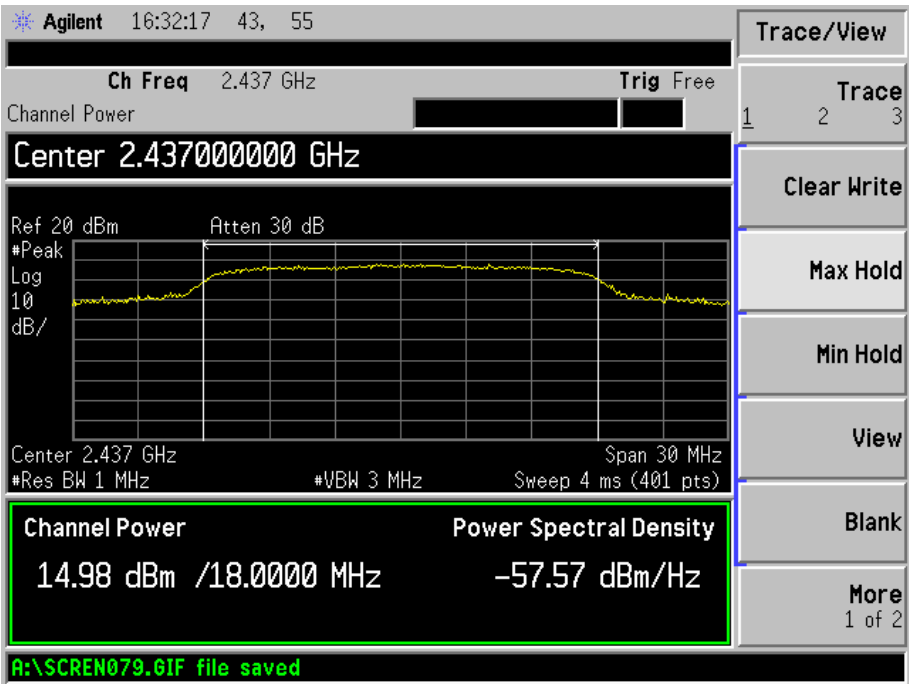 Agilent 16:32:17 43, 55
Trace/View
Ch Freq 2.437 GHz
Trig Free
Channel Power
Center 2.437000000 GHz
Ref 20 dBm
Atten 30 dB
#Peak
Log
10
dB/
Center 2.437 GHz
Span 30 MHz
#Res BW 1 MHz
#VBW 3 MHz
Sweep 4 ms (401 pts)
Channel Power
Power Spectral Density
14.98 dBm /18.0000 MHz
-57.57 dBm/Hz
A:\SCREN079.GIF file saved
Trace
1 2 3
Clear Write
Max Hold
Min Hold
View
Blank
More
1 of 2